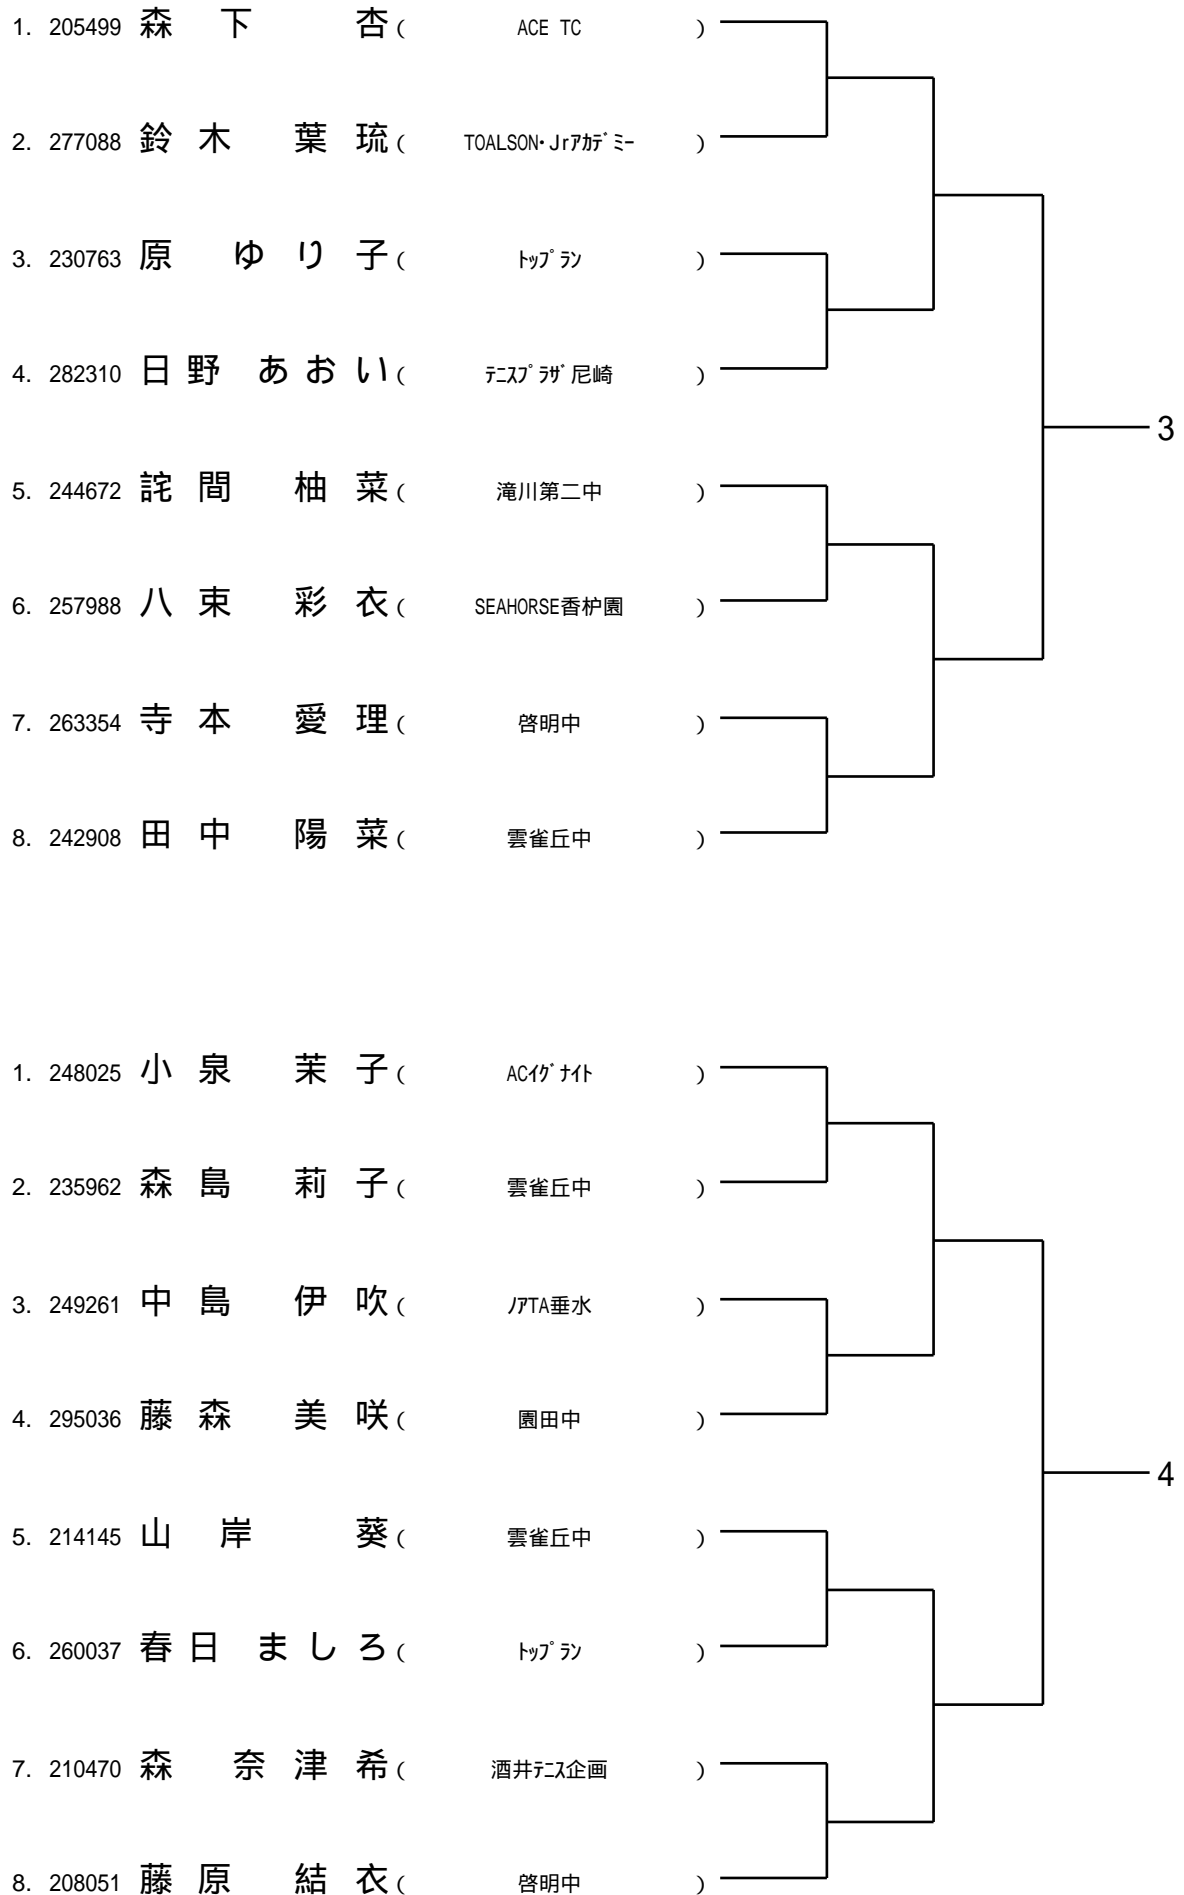 1. 205499 森 下 杏 ( ACE TC )
2. 277088 鈴 木 葉 琉 ( TOALSON・Jrｱｶﾃﾞﾐｰ )
3. 230763 原 ゆ り 子 ( ﾄｯﾌﾟﾗﾝ )
4. 282310 日 野 あ お い ( ﾃﾆｽﾌﾟﾗｻﾞ尼崎 )
3
5. 244672 詫 間 柚 菜 ( 滝川第二中 )
6. 257988 八 束 彩 衣 ( SEAHORSE香枦園 )
7. 263354 寺 本 愛 理 ( 啓明中 )
8. 242908 田 中 陽 菜 ( 雲雀丘中 )
1. 248025 小 泉 茉 子 ( ACｲｸﾞﾅｲﾄ )
2. 235962 森 島 莉 子 ( 雲雀丘中 )
3. 249261 中 島 伊 吹 ( ﾉｱTA垂水 )
4. 295036 藤 森 美 咲 ( 園田中 )
4
5. 214145 山 岸 葵 ( 雲雀丘中 )
6. 260037 春 日 ま し ろ ( ﾄｯﾌﾟﾗﾝ )
7. 210470 森 奈 津 希 ( 酒井ﾃﾆｽ企画 )
8. 208051 藤 原 結 衣 ( 啓明中 )